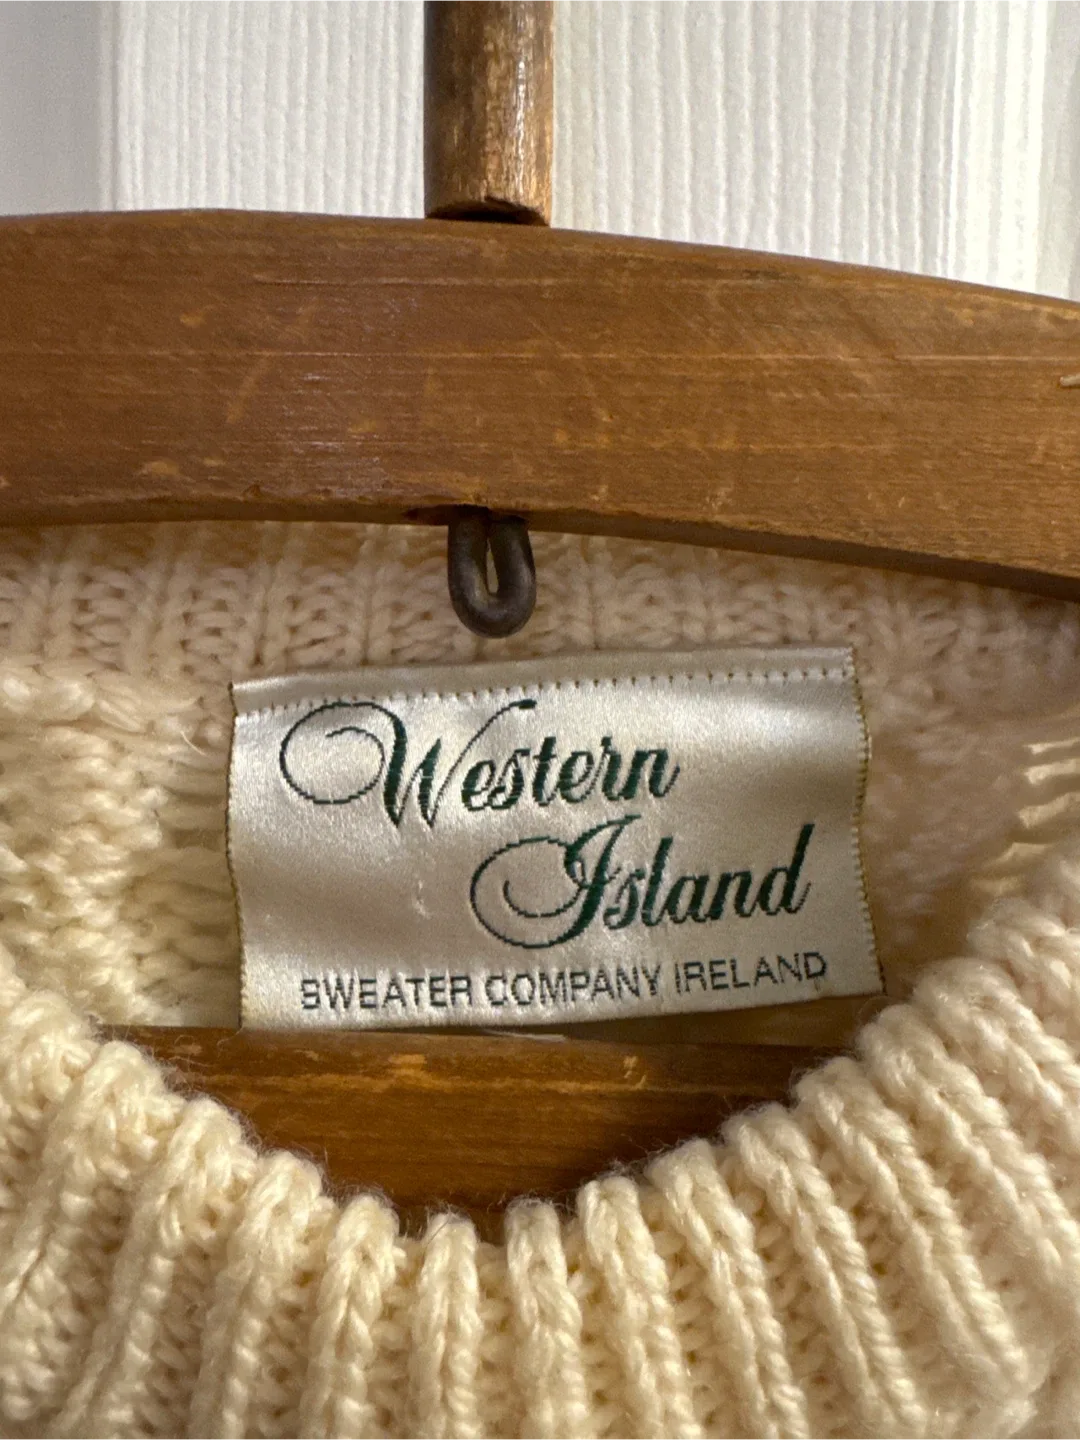 Western
Island
SWEATER COMPANY IRELAND